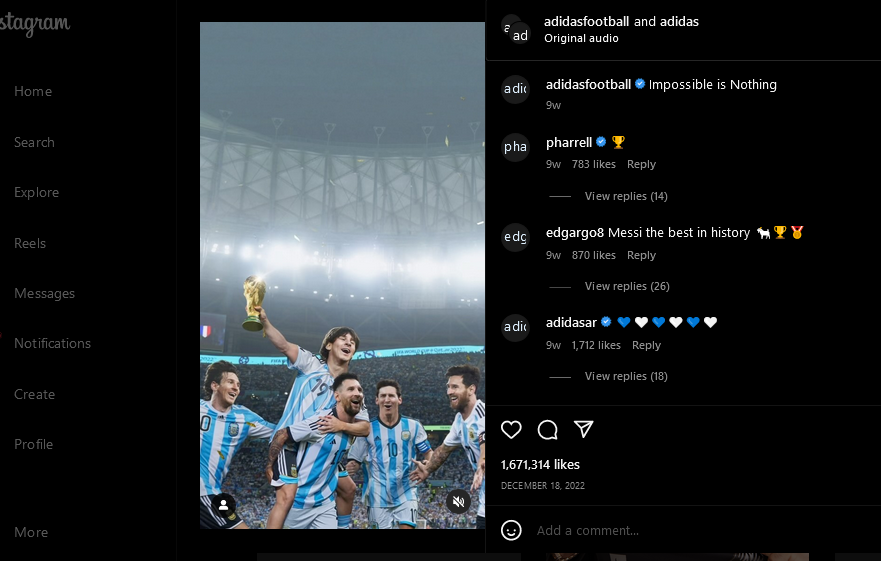 stagram
Home
Search
Explore
Reels
Messages
Notifications
Create
Profile
More
adidasfootball and adidas
Original audio
adidasfootball Impossible is Nothing
9w
pharrell 🏆
9w 783 likes Reply
View replies (14)
edgargo8 Messi the best in history 🐐🏆🏅
9w 870 likes Reply
View replies (26)
adidasar 💙🤍💙🤍💙🤍
9w 1,712 likes Reply
View replies (18)
1,671,314 likes
DECEMBER 18, 2022
Add a comment...